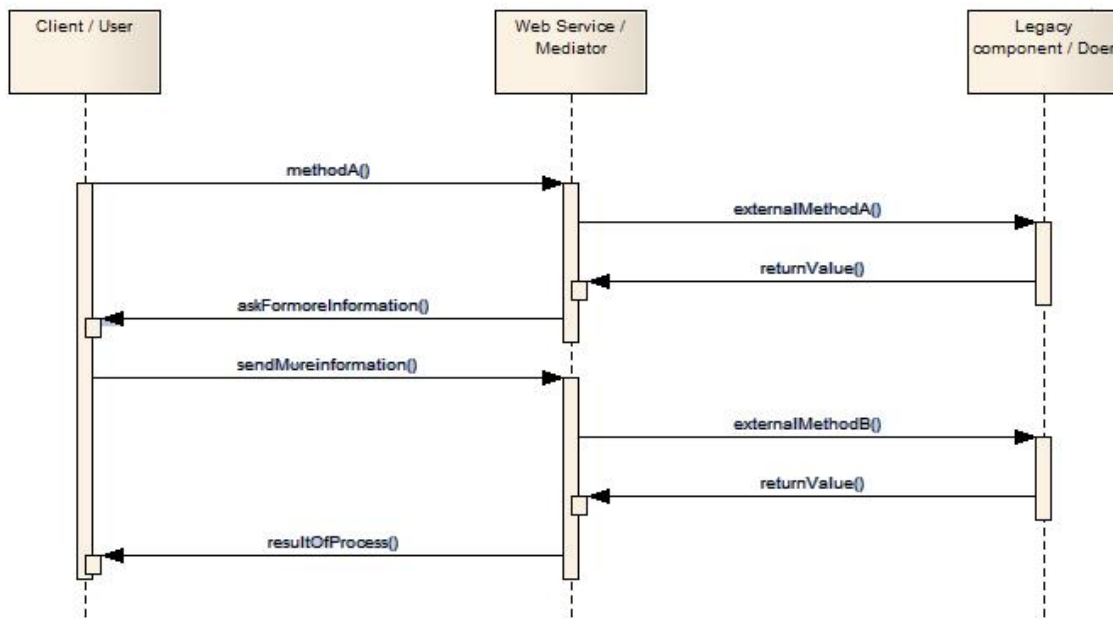 Client / User
Web Service /
Mediator
Legacy
component / Doer
methodA()
externalMethodA()
returnValue()
askFormoreInformation()
sendMureinformation()
externalMethodB()
returnValue()
resultOfProcess()